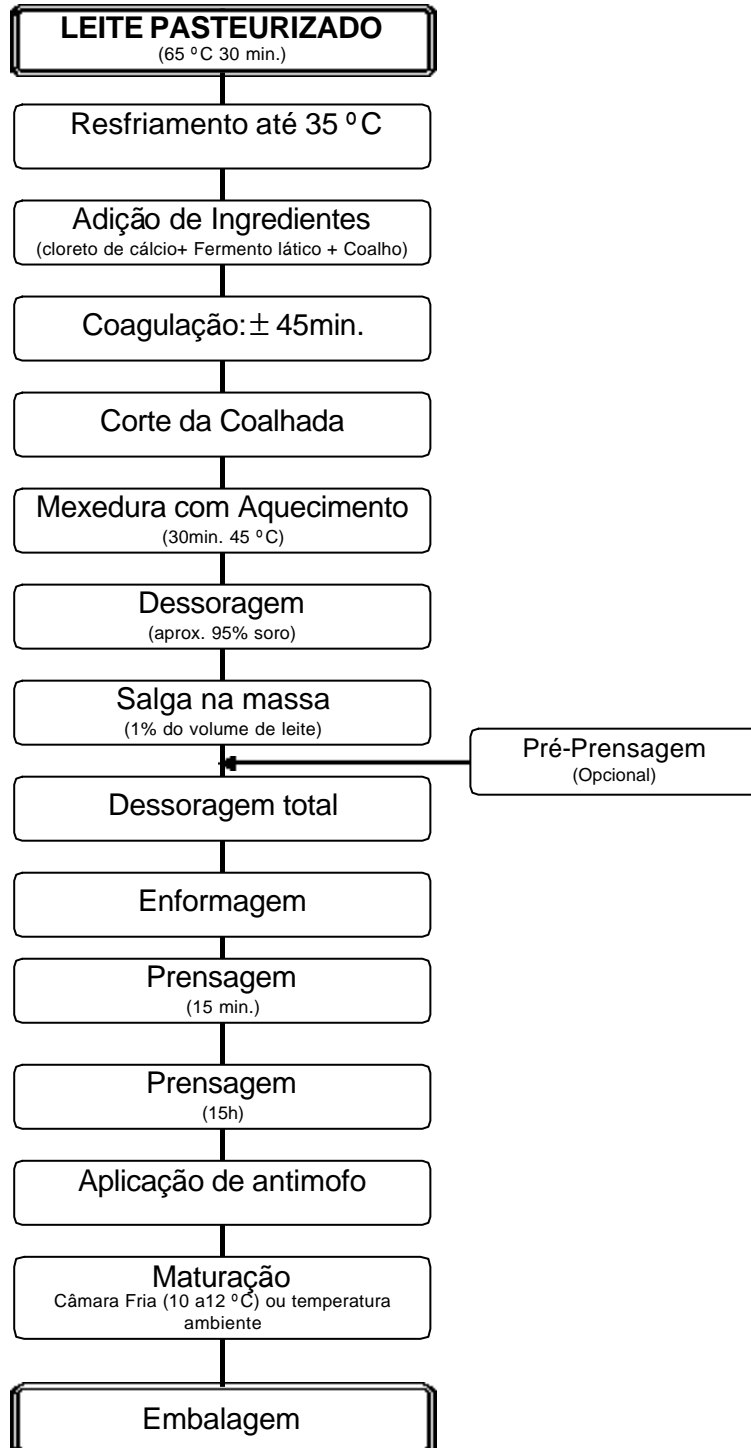 LEITE PASTEURIZADO
(65 ºC 30 min.)
Resfriamento até 35 ºC
Adição de Ingredientes
(cloreto de cálcio+ Fermento lático + Coalho)
Coagulação:± 45min.
Corte da Coalhada
Mexedura com Aquecimento
(30min. 45 ºC)
Dessoragem
(aprox. 95% soro)
Salga na massa
(1% do volume de leite)
Pré-Prensagem
(Opcional)
Dessoragem total
Enformagem
Prensagem
(15 min.)
Prensagem
(15h)
Aplicação de antimofo
Maturação
Câmara Fria (10 a12 ºC) ou temperatura
ambiente
Embalagem